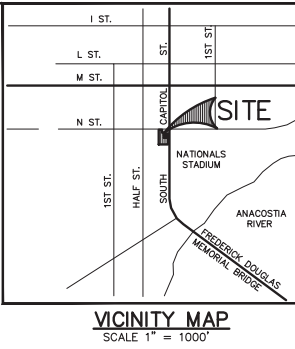 I ST.
L ST.
M ST.
N ST.
1ST ST.
HALF ST.
SOUTH CAPITOL ST.
1ST ST.
SITE
NATIONALS
STADIUM
ANACOSTIA
RIVER
FREDERICK DOUGLAS
MEMORIAL BRIDGE
VICINITY MAP
SCALE 1" = 1000'